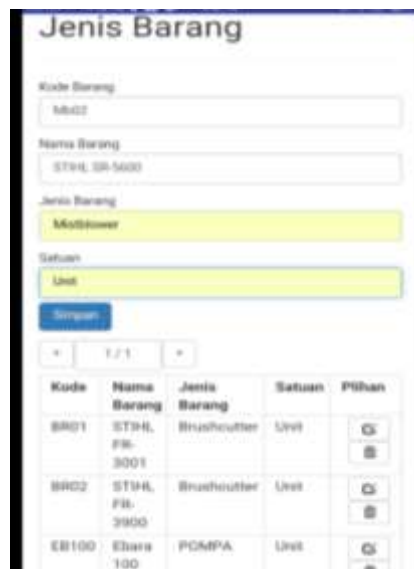 Jenis Barang
Kode Barang
Mb02
Nama Barang
STIHL SR-5600
Jenis Barang
Mistblower
Satuan
Unit
Simpan
1 / 1
Kode Nama Barang Jenis Barang Satuan Pilihan
BR01 STIHL FR-3001 Brushcutter Unit
BR02 STIHL FR-3900 Brushcutter Unit
EB100 Ebara 100 POMPA Unit